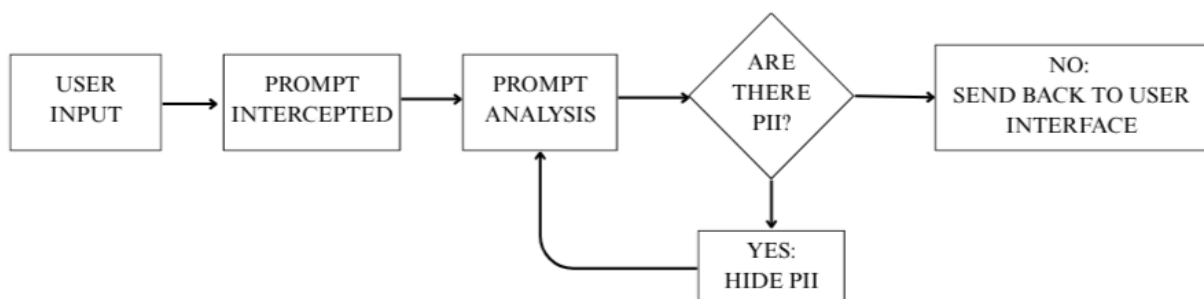 USER
INPUT
PROMPT
INTERCEPTED
PROMPT
ANALYSIS
ARE
THERE
PII?
NO:
SEND BACK TO USER
INTERFACE
YES:
HIDE PII